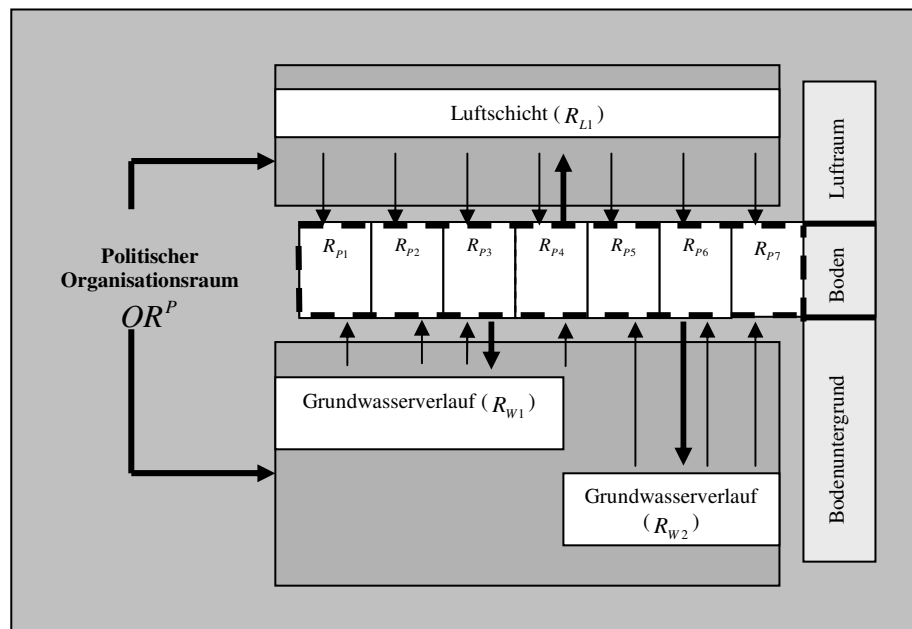 Luftschicht (R_L1)
Luftraum
R_P1 R_P2 R_P3 R_P4 R_P5 R_P6 R_P7
Boden
Politischer
Organisationsraum
OR^P
Grundwasserverlauf (R_W1)
Grundwasserverlauf
(R_W2)
Bodenuntergrund